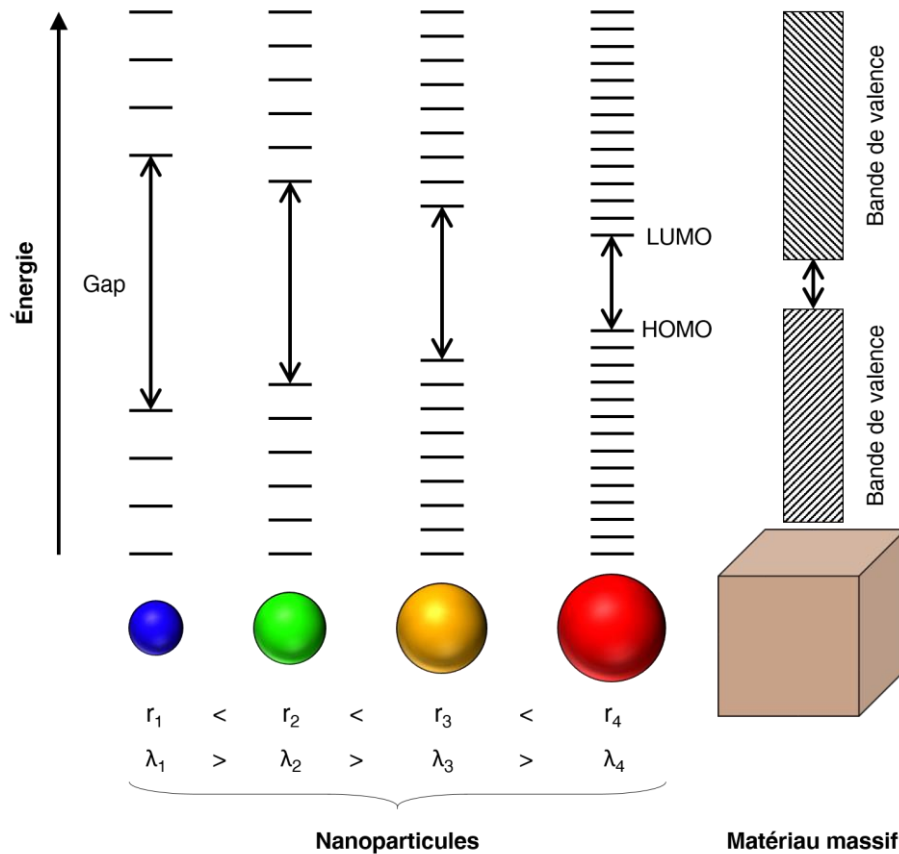 Énergie
Gap
LUMO
HOMO
Bande de valence
Bande de valence
r₁ < r₂ < r₃ < r₄
λ₁ > λ₂ > λ₃ > λ₄
Nanoparticules
Matériau massif